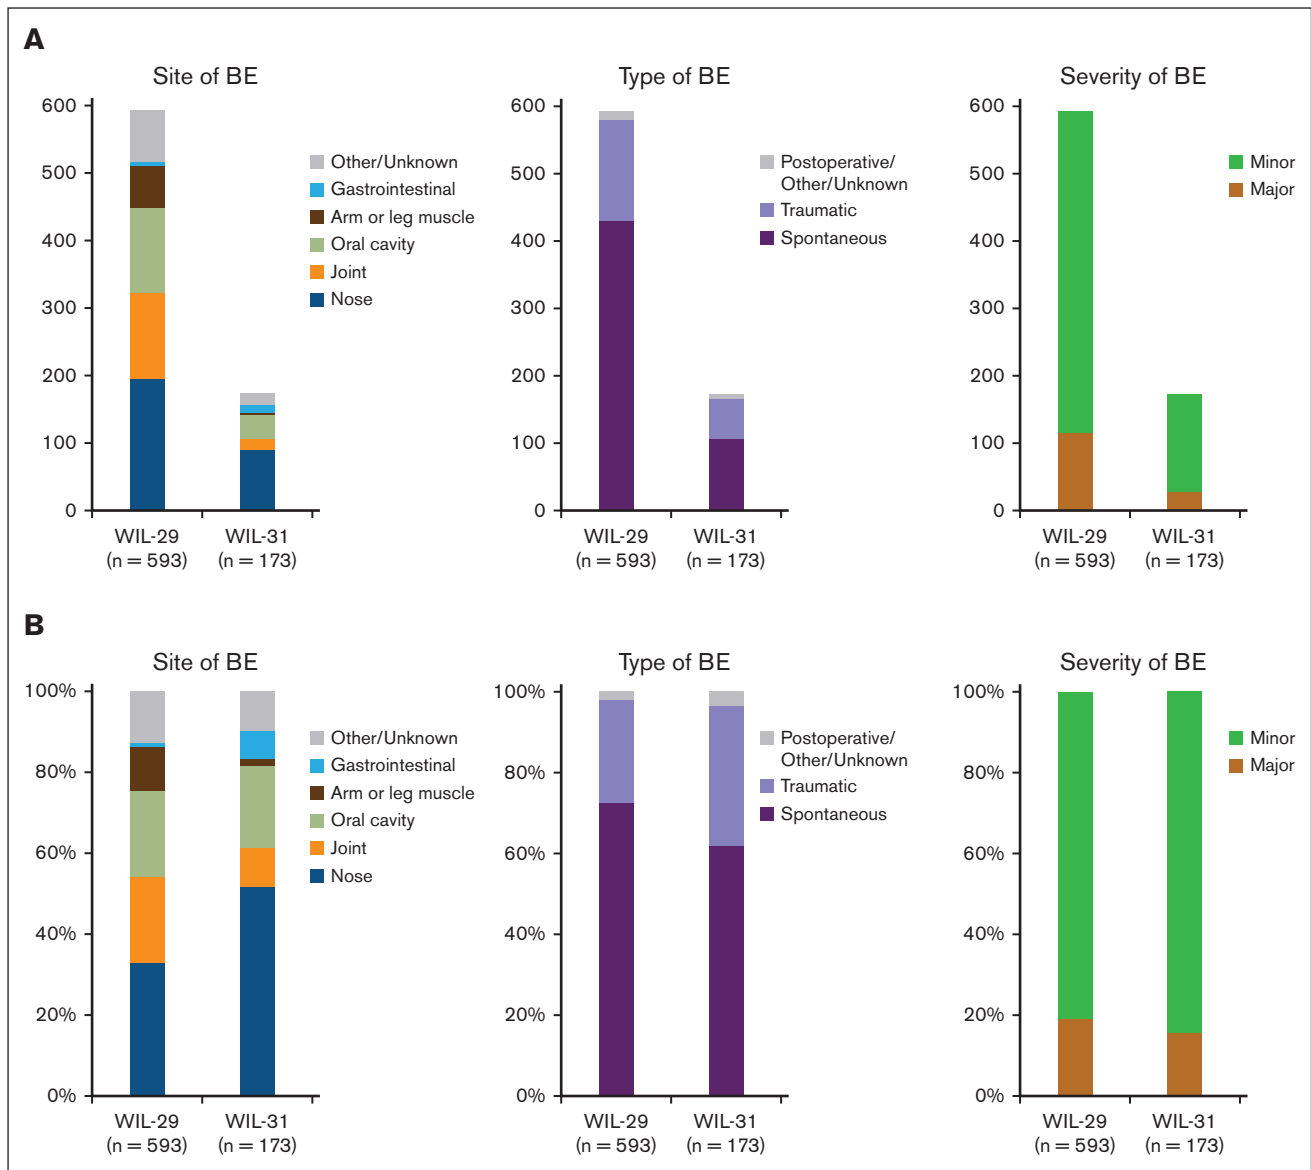 A
Site of BE
600
500
400
300
200
100
0
WIL-29
(n = 593)
WIL-31
(n = 173)
Other/Unknown
Gastrointestinal
Arm or leg muscle
Oral cavity
Joint
Nose
Type of BE
600
500
400
300
200
100
0
WIL-29
(n = 593)
WIL-31
(n = 173)
Postoperative/
Other/Unknown
Traumatic
Spontaneous
Severity of BE
600
500
400
300
200
100
0
WIL-29
(n = 593)
WIL-31
(n = 173)
Minor
Major
B
Site of BE
100%
80%
60%
40%
20%
0%
WIL-29
(n = 593)
WIL-31
(n = 173)
Other/Unknown
Gastrointestinal
Arm or leg muscle
Oral cavity
Joint
Nose
Type of BE
100%
80%
60%
40%
20%
0%
WIL-29
(n = 593)
WIL-31
(n = 173)
Postoperative/
Other/Unknown
Traumatic
Spontaneous
Severity of BE
100%
80%
60%
40%
20%
0%
WIL-29
(n = 593)
WIL-31
(n = 173)
Minor
Major